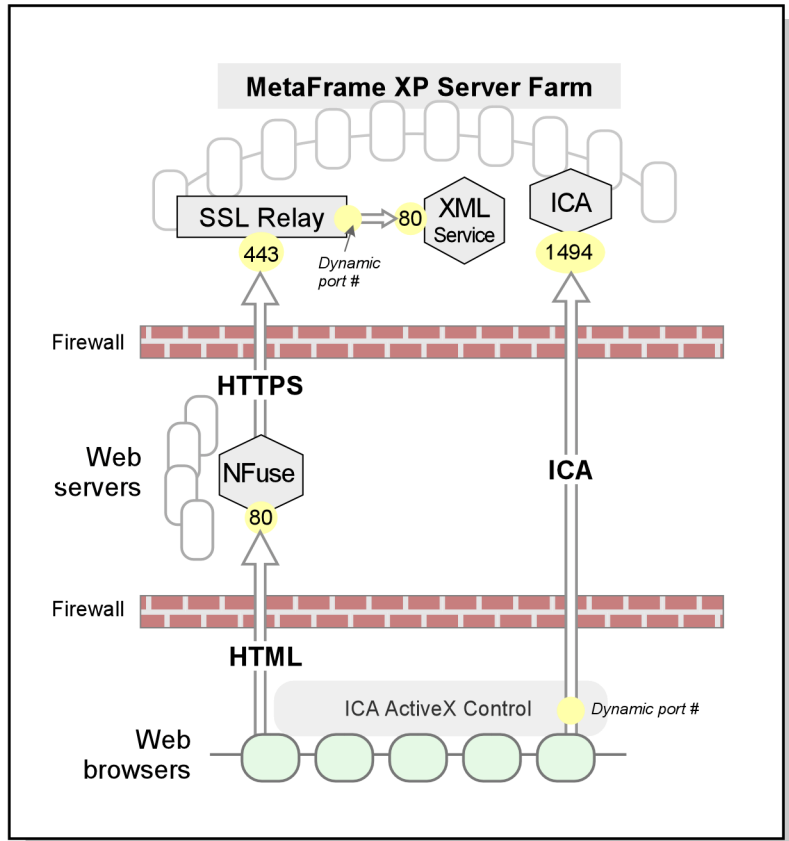 MetaFrame XP Server Farm
SSL Relay
80
XML
Service
ICA
443
1494
Dynamic
port #
Firewall
HTTPS
Web
servers
NFuse
ICA
80
Firewall
HTML
ICA ActiveX Control
Dynamic port #
Web
browsers